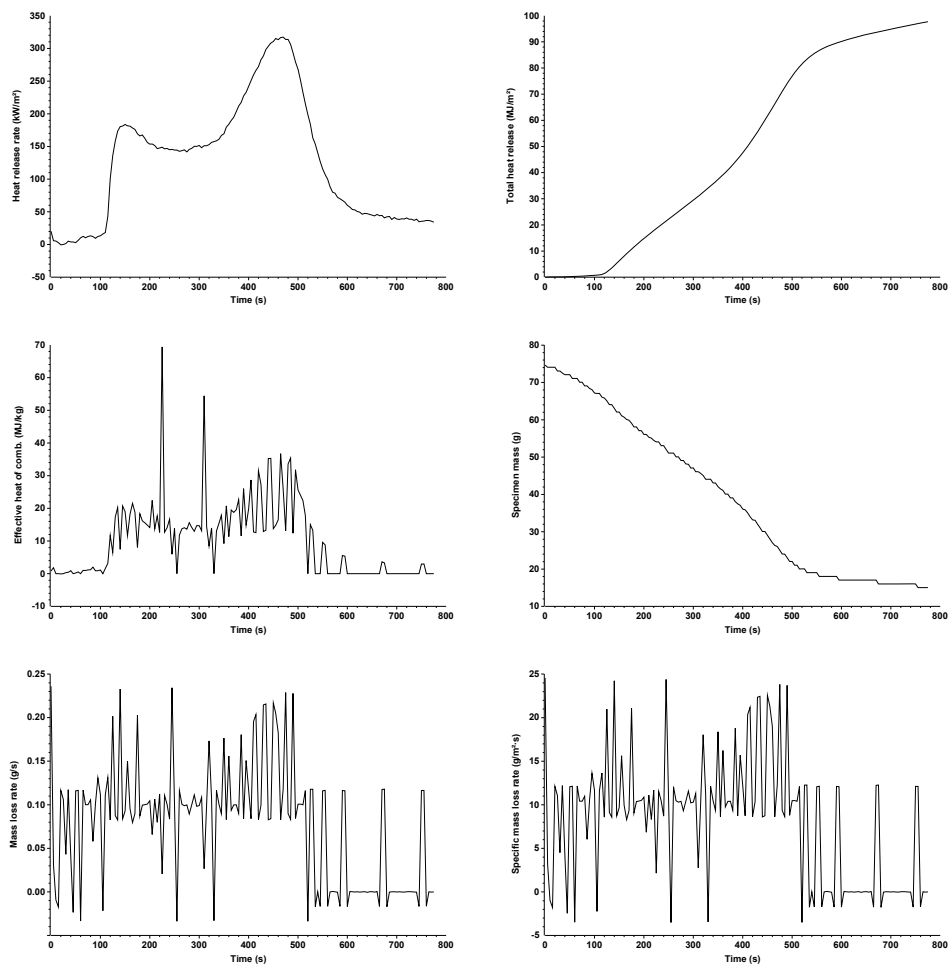 350
300
250
200
150
100
50
0
-50
Heat release rate (kW/m²)
0 100 200 300 400 500 600 700 800
Time (s)
100
90
80
70
60
50
40
30
20
10
0
Total heat release (MJ/m²)
0 100 200 300 400 500 600 700 800
Time (s)
70
60
50
40
30
20
10
0
-10
Effective heat of comb. (MJ/kg)
0 100 200 300 400 500 600 700 800
Time (s)
80
70
60
50
40
30
20
10
Specimen mass (g)
0 100 200 300 400 500 600 700 800
Time (s)
0.25
0.20
0.15
0.10
0.05
0.00
Mass loss rate (g/s)
0 100 200 300 400 500 600 700 800
Time (s)
25
20
15
10
5
0
-5
Specific mass loss rate (g/m²·s)
0 100 200 300 400 500 600 700 800
Time (s)